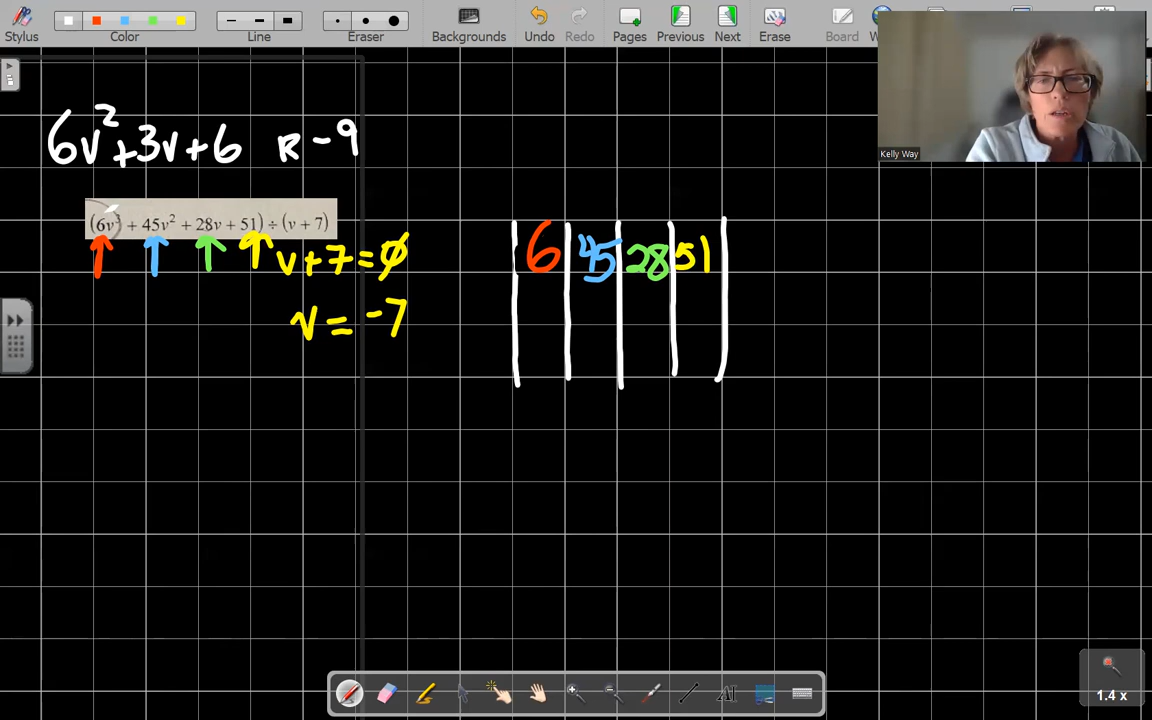 Stylus Color Line Eraser Backgrounds Undo Redo Pages Previous Next Erase Board
Kelly Way
6v²+3v+6 R -9
(6v³ + 45v² + 28v + 51) ÷ (v + 7)
v+7=0
v = -7
6 45 28 51
1.4 x